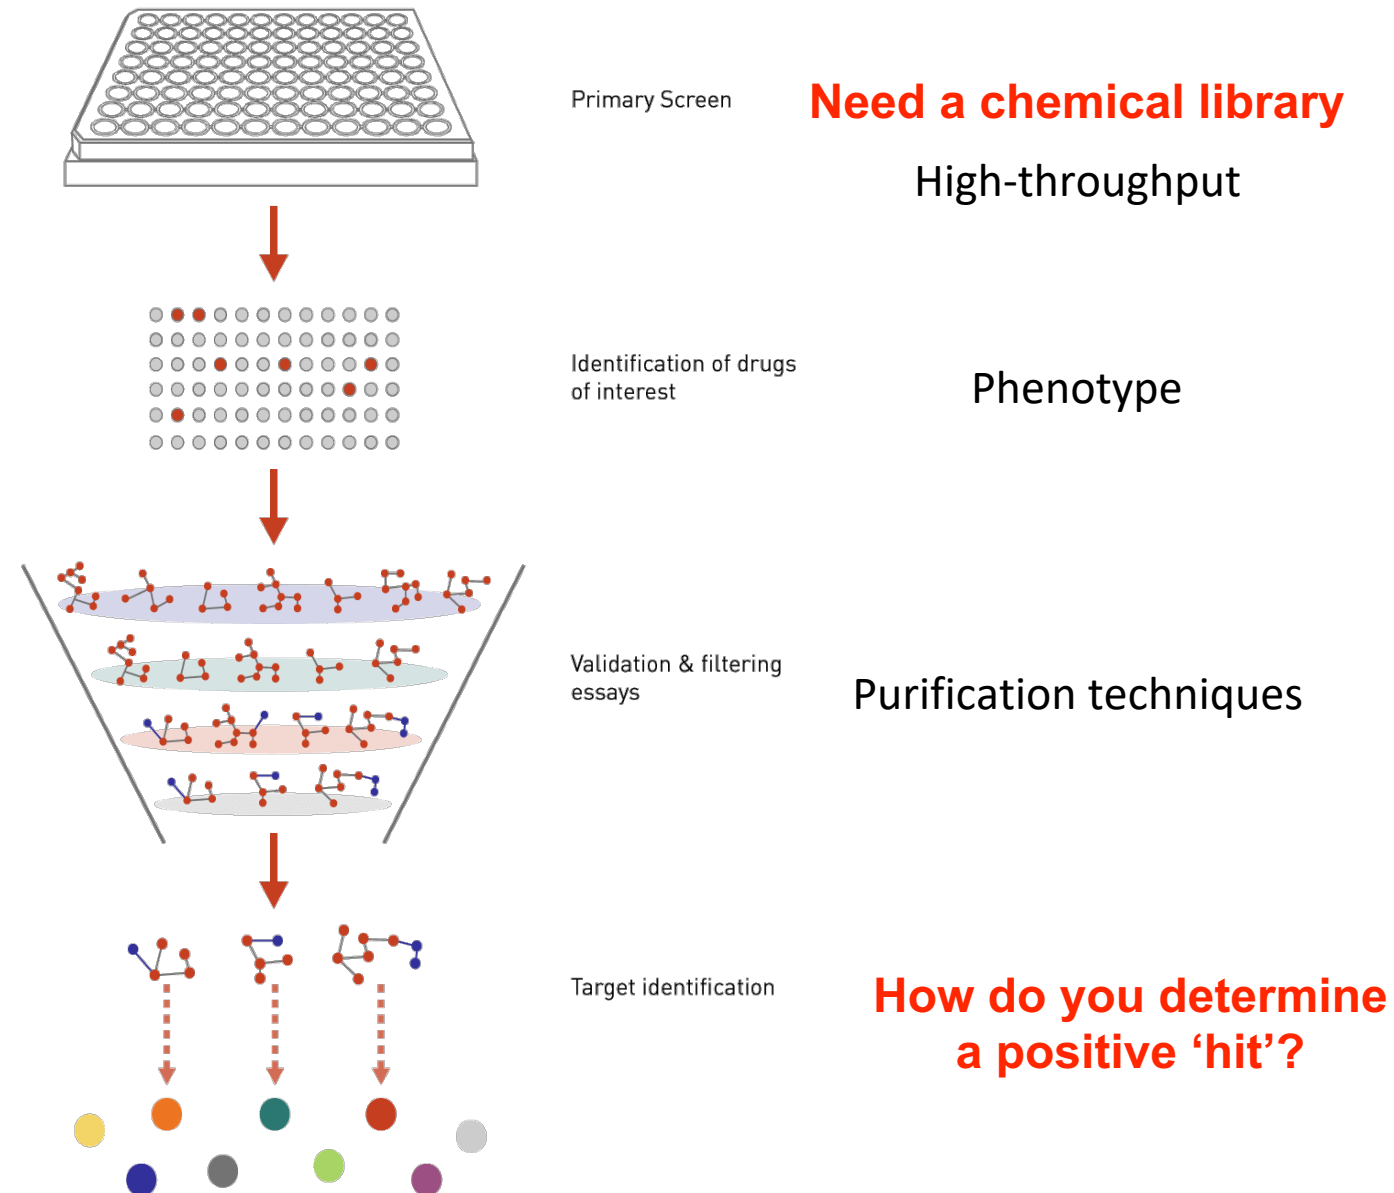 Primary Screen
Need a chemical library
High-throughput
Identification of drugs
of interest
Phenotype
Validation & filtering
essays
Purification techniques
Target identification
How do you determine
a positive ‘hit’?